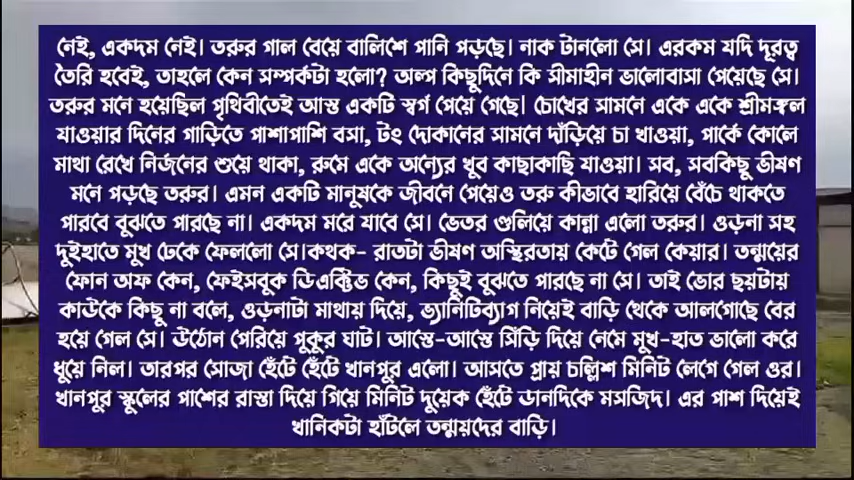 নেই, একদম নেই। তরুর গাল বেয়ে বালিশে পানি পড়ছে। নাক টানলো সে। এরকম যদি দূরত্ব
তৈরি হবেই, তাহলে কেন সম্পর্কটা হলো? অল্প কিছুদিনে কি সীমাহীন ভালোবাসা পেয়েছে সে।
তরুর মনে হয়েছিল পৃথিবীতেই আস্ত একটি স্বর্গ পেয়ে গেছে। চোখের সামনে একে একে শ্রীমঙ্গল
যাওয়ার দিনের গাড়িতে পাশাপাশি বসা, টং দোকানের সামনে দাঁড়িয়ে চা খাওয়া, পার্কে কোলে
মাথা রেখে নির্জনের শুয়ে থাকা, রুমে একে অন্যের খুব কাছাকাছি যাওয়া। সব, সবকিছু ভীষণ
মনে পড়ছে তরুর। এমন একটি মানুষকে জীবনে পেয়েও তরু কীভাবে হারিয়ে বেঁচে থাকতে
পারবে বুঝতে পারছে না। একদম মরে যাবে সে। ভেতর গুলিয়ে কান্না এলো তরুর। ওড়না সহ
দুইহাতে মুখ ঢেকে ফেললো সে।কথক- রাতটা ভীষণ অস্থিরতায় কেটে গেল কেয়ার। তন্ময়ের
ফোন অফ কেন, ফেইসবুক ডিএক্টিভ কেন, কিছুই বুঝতে পারছে না সে। তাই ভোর ছয়টায়
কাউকে কিছু না বলে, ওড়নাটা মাথায় দিয়ে, ভ্যানিটিব্যাগ নিয়েই বাড়ি থেকে আলগোছে বের
হয়ে গেল সে। উঠোন পেরিয়ে পুকুর ঘাট। আস্তে-আস্তে সিঁড়ি দিয়ে নেমে মুখ-হাত ভালো করে
ধুয়ে নিল। তারপর সোজা হেঁটে হেঁটে খানপুর এলো। আসতে প্রায় চল্লিশ মিনিট লেগে গেল ওর।
খানপুর স্কুলের পাশের রাস্তা দিয়ে গিয়ে মিনিট দুয়েক হেঁটে ডানদিকে মসজিদ। এর পাশ দিয়েই
খানিকটা হাঁটলে তন্ময়দের বাড়ি।